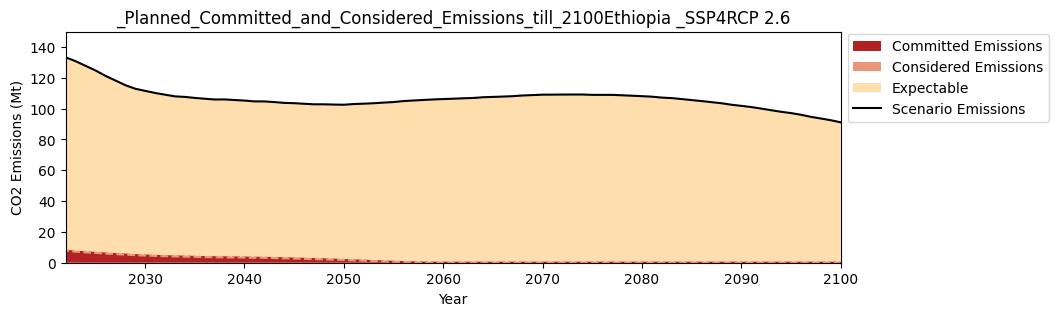 _Planned_Committed_and_Considered_Emissions_till_2100Ethiopia _SSP4RCP 2.6
CO2 Emissions (Mt)
140
120
100
80
60
40
20
0
2030 2040 2050 2060 2070 2080 2090 2100
Year
Committed Emissions
Considered Emissions
Expectable
Scenario Emissions